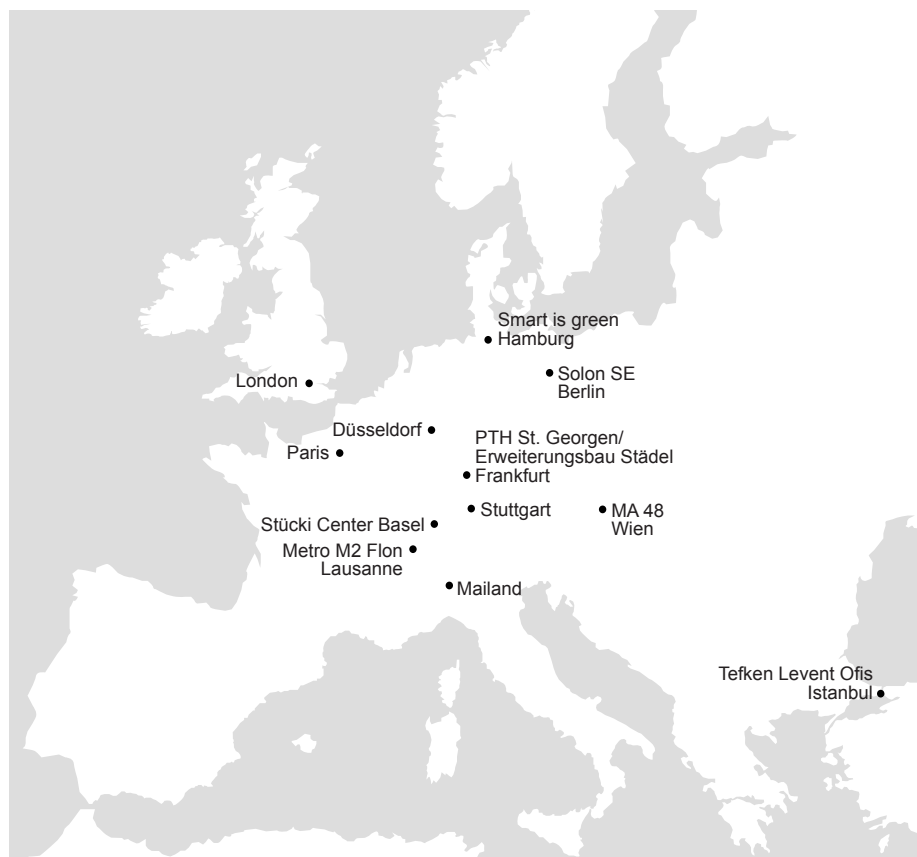 Smart is green
Hamburg
Solon SE
Berlin
London
Düsseldorf
PTH St. Georgen/
Erweiterungsbau Städel
Frankfurt
Paris
Stuttgart
MA 48
Wien
Stücki Center Basel
Metro M2 Flon
Lausanne
Mailand
Tefken Levent Ofis
Istanbul